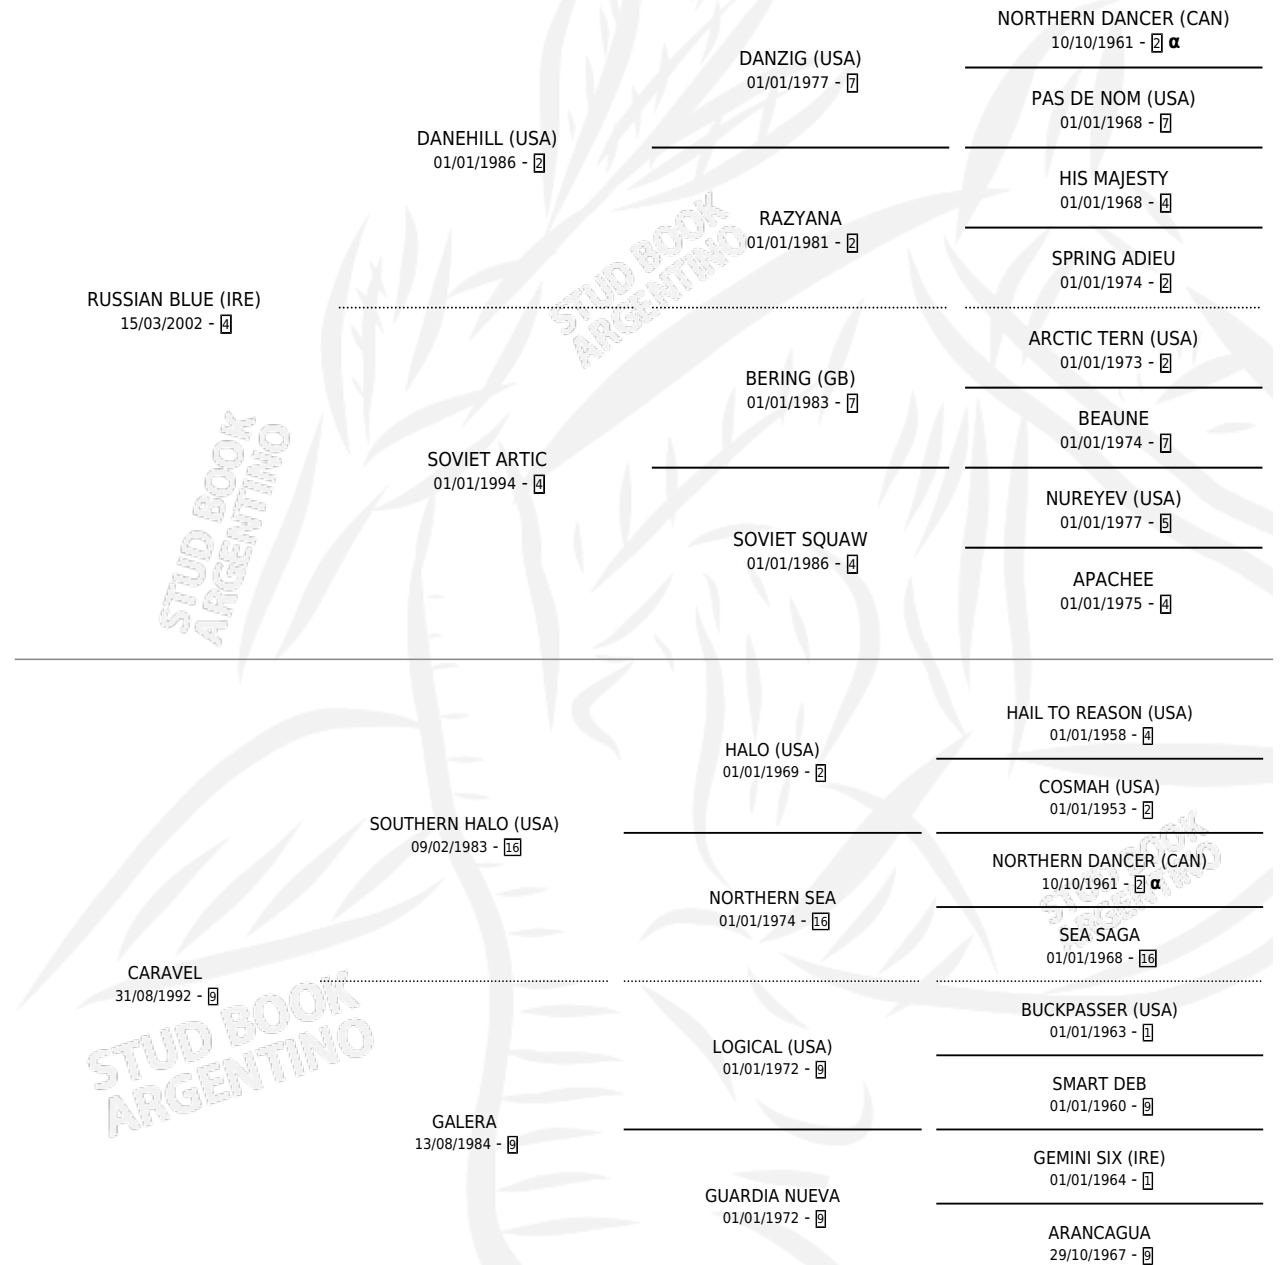 NORTHERN DANCER (CAN)
10/10/1961 - 2 α
DANZIG (USA)
01/01/1977 - 7
PAS DE NOM (USA)
01/01/1968 - 7
DANEHILL (USA)
01/01/1986 - 2
HIS MAJESTY
01/01/1968 - 4
RAZYANA
01/01/1981 - 2
SPRING ADIEU
01/01/1974 - 2
RUSSIAN BLUE (IRE)
15/03/2002 - 4
ARCTIC TERN (USA)
01/01/1973 - 2
BERING (GB)
01/01/1983 - 7
BEAUNE
01/01/1974 - 7
SOVIET ARTIC
01/01/1994 - 4
NUREYEV (USA)
01/01/1977 - 5
SOVIET SQUAW
01/01/1986 - 4
APACHEE
01/01/1975 - 4
HAIL TO REASON (USA)
01/01/1958 - 4
HALO (USA)
01/01/1969 - 2
COSMAH (USA)
01/01/1953 - 2
SOUTHERN HALO (USA)
09/02/1983 - 16
NORTHERN DANCER (CAN)
10/10/1961 - 2 α
NORTHERN SEA
01/01/1974 - 16
SEA SAGA
01/01/1968 - 16
CARAVEL
31/08/1992 - 9
BUCKPASSER (USA)
01/01/1963 - 1
LOGICAL (USA)
01/01/1972 - 9
SMART DEB
01/01/1960 - 9
GALERA
13/08/1984 - 9
GEMINI SIX (IRE)
01/01/1964 - 1
GUARDIA NUEVA
01/01/1972 - 9
ARANCAGUA
29/10/1967 - 9
STUD BOOK
ARGENTINO
STUD BOOK
ARGENTINO
STUD BOOK
ARGENTINO
STUD BOOK
ARGENTINO